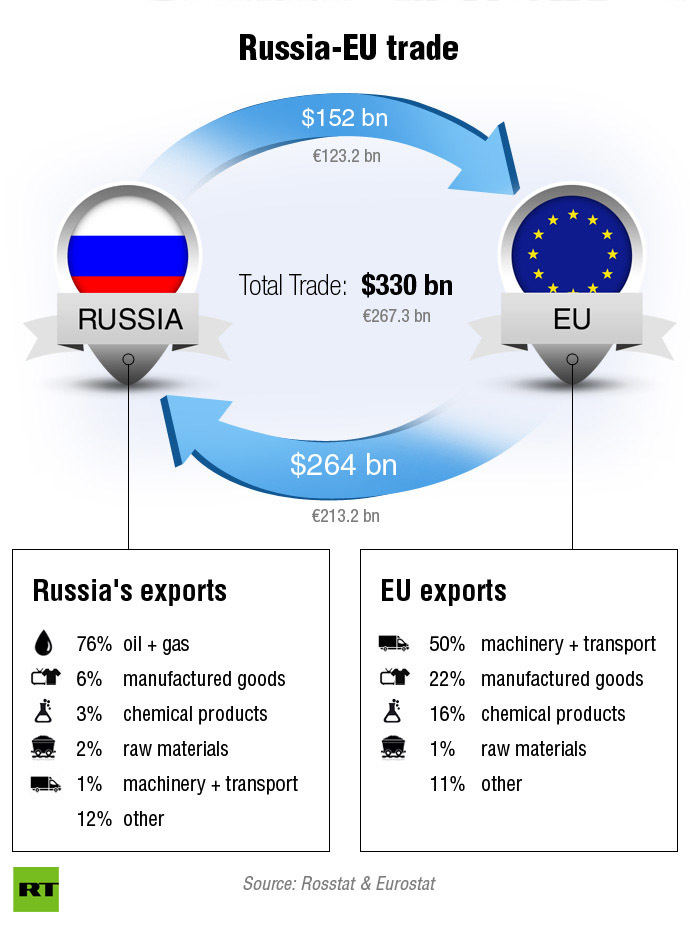 Russia-EU trade
$152 bn
€123.2 bn
Total Trade: $330 bn
€267.3 bn
RUSSIA
EU
$264 bn
€213.2 bn
Russia's exports
76% oil + gas
6% manufactured goods
3% chemical products
2% raw materials
1% machinery + transport
12% other
EU exports
50% machinery + transport
22% manufactured goods
16% chemical products
1% raw materials
11% other
RT
Source: Rosstat & Eurostat